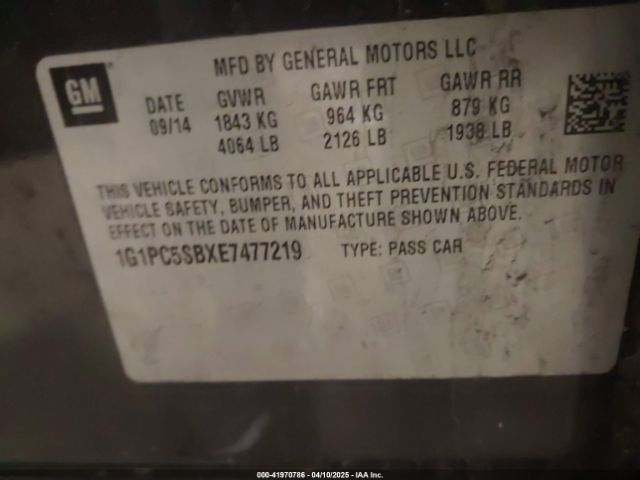 GM
MFD BY GENERAL MOTORS LLC
DATE GVWR GAWR FRT GAWR RR
09/14 1843 KG 964 KG 879 KG
4064 LB 2126 LB 1938 LB
THIS VEHICLE CONFORMS TO ALL APPLICABLE U.S. FEDERAL MOTOR
VEHICLE SAFETY, BUMPER, AND THEFT PREVENTION STANDARDS IN
EFFECT ON THE DATE OF MANUFACTURE SHOWN ABOVE.
1G1PC5SBXE7477219 TYPE: PASS CAR
000-41970786 - 04/10/2025 - IAA Inc.